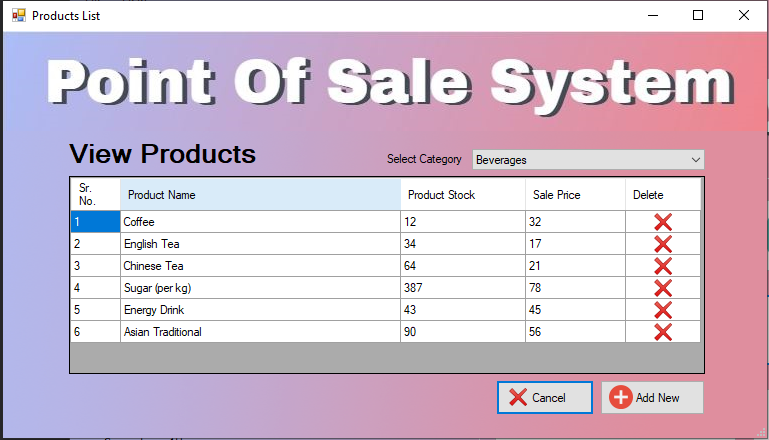 Products List
Point Of Sale System
View Products
Select Category Beverages
Sr. No. Product Name Product Stock Sale Price Delete
1 Coffee 12 32
2 English Tea 34 17
3 Chinese Tea 64 21
4 Sugar (per kg) 387 78
5 Energy Drink 43 45
6 Asian Traditional 90 56
Cancel Add New